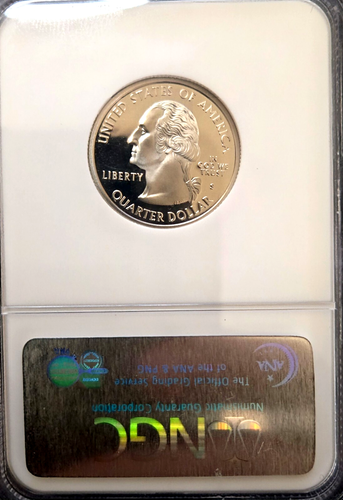 UNITED STATES OF AMERICA
LIBERTY
IN
GOD WE
TRUST
S
QUARTER DOLLAR
NGC
Numismatic Guaranty Corporation
The Official Grading Service
of the ANA & PNG
ANA